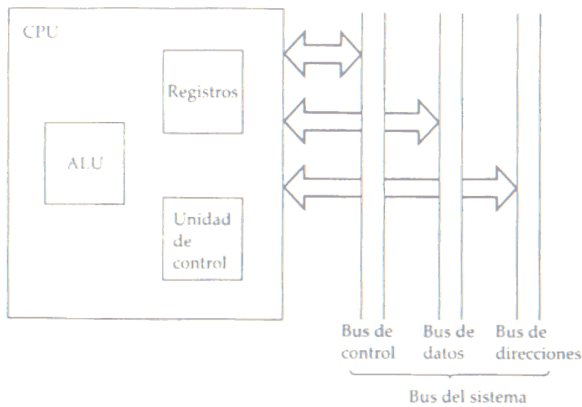 CPU
Registros
ALU
Unidad
de
control
Bus de
control
Bus de
datos
Bus de
direcciones
Bus del sistema